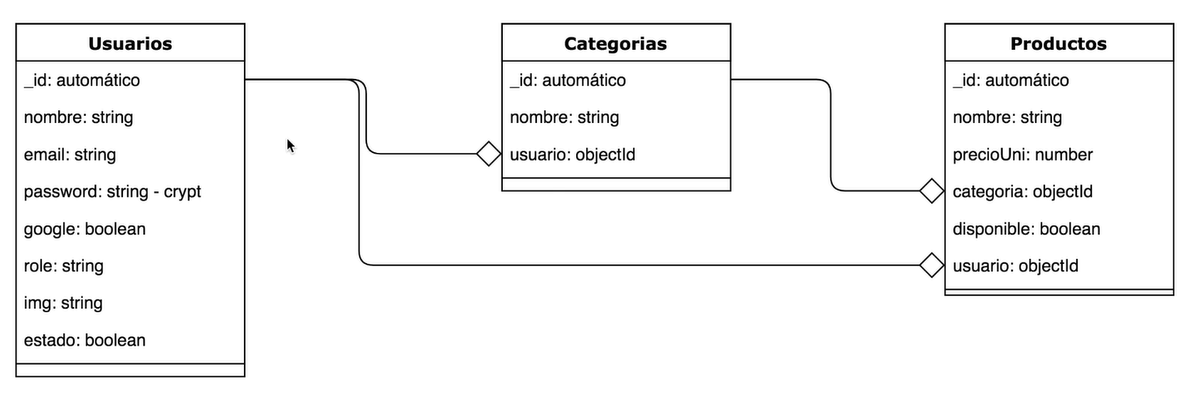 Usuarios
_id: automático
nombre: string
email: string
password: string - crypt
google: boolean
role: string
img: string
estado: boolean
Categorias
_id: automático
nombre: string
usuario: objectId
Productos
_id: automático
nombre: string
precioUni: number
categoria: objectId
disponible: boolean
usuario: objectId